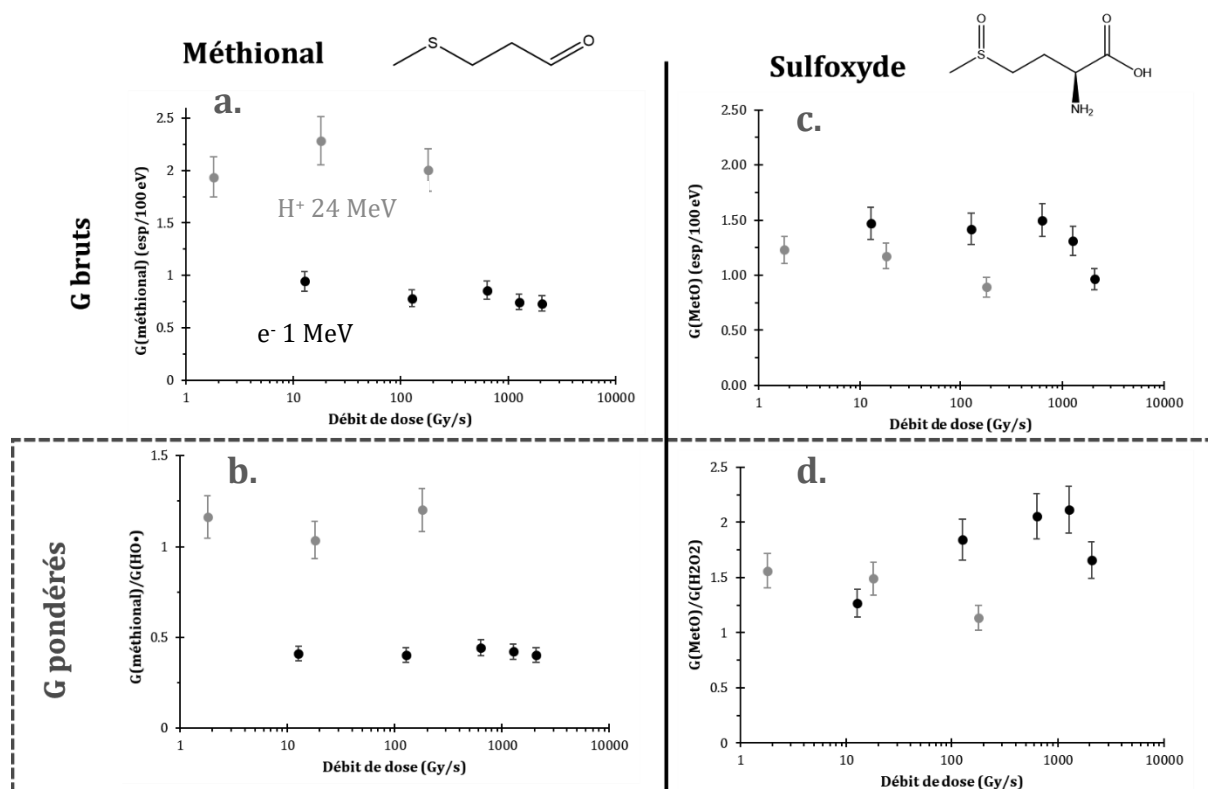 Méthional
S
O
Sulfoxyde
O
S
O
OH
NH₂
G bruts
a.
G(méthional) (esp/100 eV)
2.5
2
1.5
1
0.5
0
H⁺ 24 MeV
e⁻ 1 MeV
1
10
100
1000
10000
Débit de dose (Gy/s)
c.
G(MetO) (esp/100 eV)
2.50
2.00
1.50
1.00
0.50
0.00
1
10
100
1000
10000
Débit de dose (Gy/s)
G pondérés
b.
G(méthional)/G(HO•)
1.5
1
0.5
0
1
10
100
1000
10000
Débit de dose (Gy/s)
d.
G(MetO)/G(H2O2)
2.5
2
1.5
1
0.5
0
1
10
100
1000
10000
Débit de dose (Gy/s)